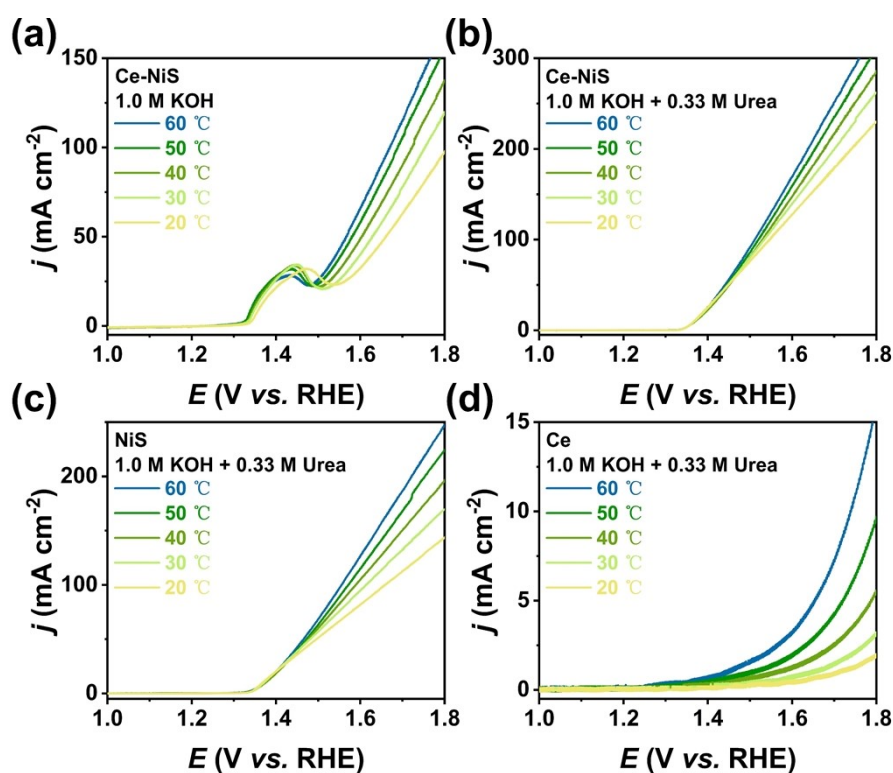 (a)
Ce-NiS
1.0 M KOH
60 ℃
50 ℃
40 ℃
30 ℃
20 ℃
150
100
50
0
j (mA cm-2)
1.0 1.2 1.4 1.6 1.8
E (V vs. RHE)
(b)
Ce-NiS
1.0 M KOH + 0.33 M Urea
60 ℃
50 ℃
40 ℃
30 ℃
20 ℃
300
200
100
0
j (mA cm-2)
1.0 1.2 1.4 1.6 1.8
E (V vs. RHE)
(c)
NiS
1.0 M KOH + 0.33 M Urea
60 ℃
50 ℃
40 ℃
30 ℃
20 ℃
200
100
0
j (mA cm-2)
1.0 1.2 1.4 1.6 1.8
E (V vs. RHE)
(d)
Ce
1.0 M KOH + 0.33 M Urea
60 ℃
50 ℃
40 ℃
30 ℃
20 ℃
15
10
5
0
j (mA cm-2)
1.0 1.2 1.4 1.6 1.8
E (V vs. RHE)